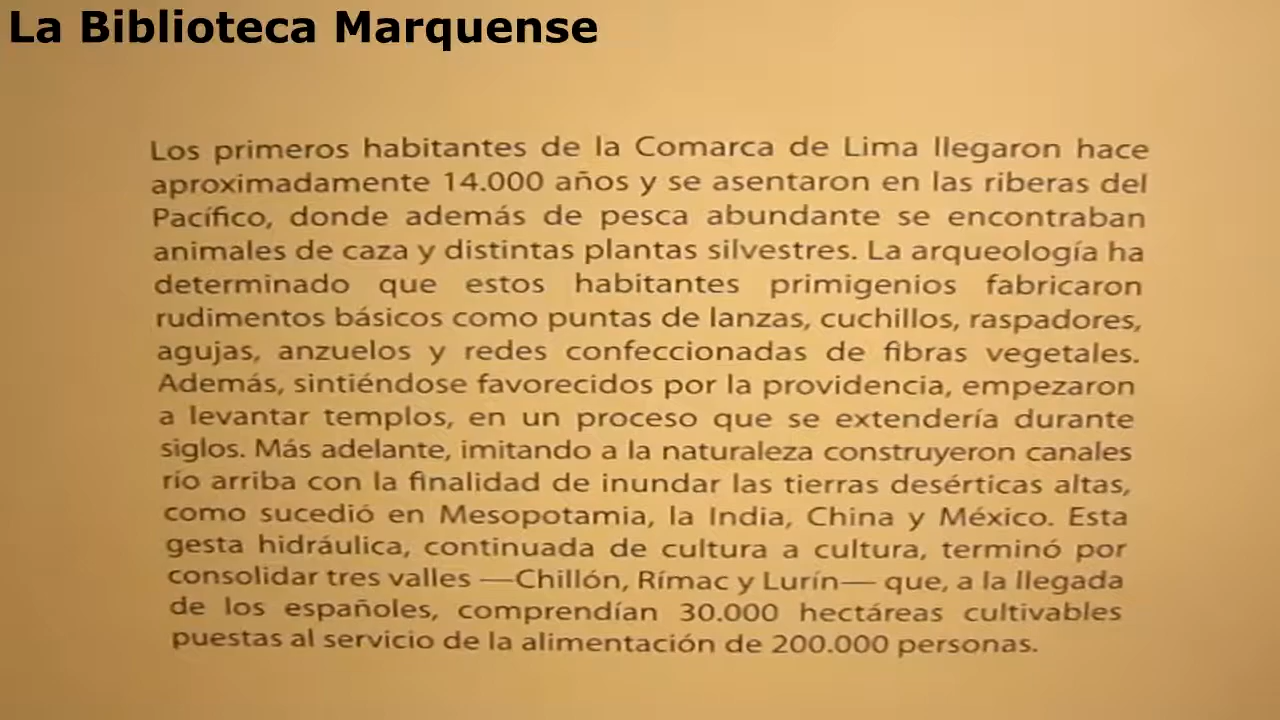 La Biblioteca Marquense
Los primeros habitantes de la Comarca de Lima llegaron hace
aproximadamente 14.000 años y se asentaron en las riberas del
Pacífico, donde además de pesca abundante se encontraban
animales de caza y distintas plantas silvestres. La arqueología ha
determinado que estos habitantes primigenios fabricaron
rudimentos básicos como puntas de lanzas, cuchillos, raspadores,
agujas, anzuelos y redes confeccionadas de fibras vegetales.
Además, sintiéndose favorecidos por la providencia, empezaron
a levantar templos, en un proceso que se extendería durante
siglos. Más adelante, imitando a la naturaleza construyeron canales
río arriba con la finalidad de inundar las tierras desérticas altas,
como sucedió en Mesopotamia, la India, China y México. Esta
gesta hidráulica, continuada de cultura a cultura, terminó por
consolidar tres valles —Chillón, Rímac y Lurín— que, a la llegada
de los españoles, comprendían 30.000 hectáreas cultivables
puestas al servicio de la alimentación de 200.000 personas.